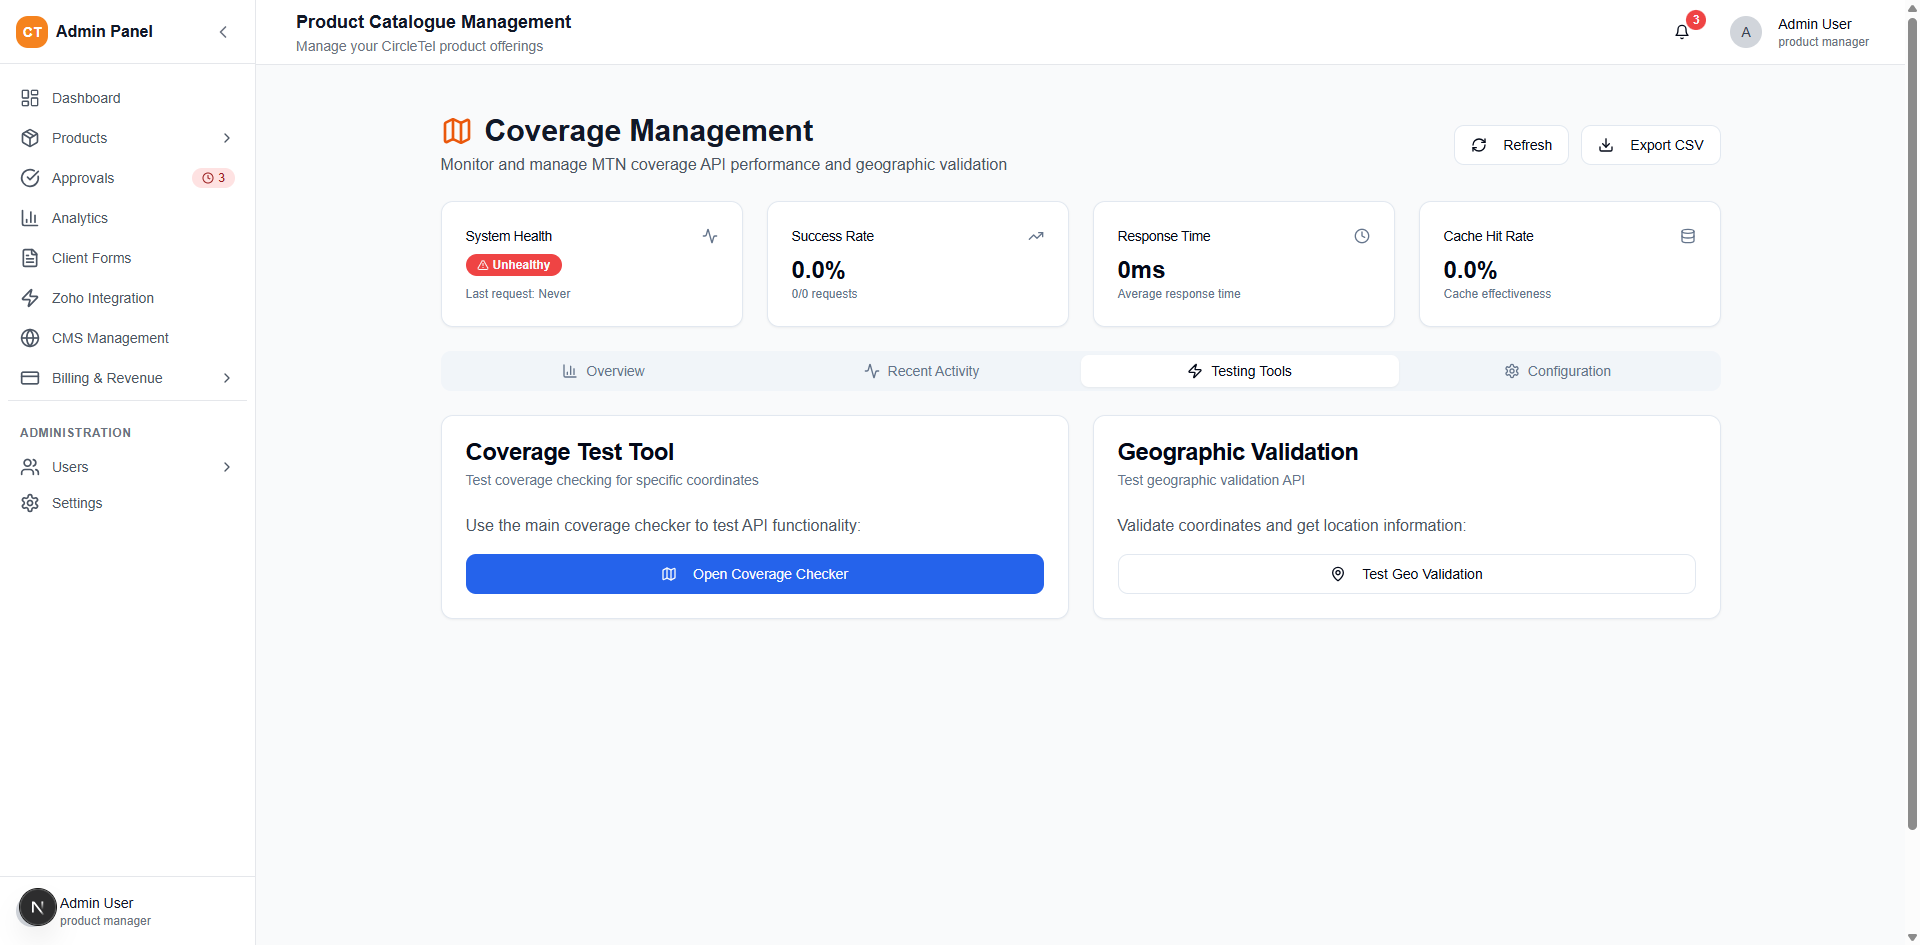 CT Admin Panel
Dashboard
Products
Approvals 3
Analytics
Client Forms
Zoho Integration
CMS Management
Billing & Revenue
ADMINISTRATION
Users
Settings
N
Admin User
product manager
Product Catalogue Management
Manage your CircleTel product offerings
3
A
Admin User
product manager
Coverage Management
Monitor and manage MTN coverage API performance and geographic validation
Refresh
Export CSV
System Health
Unhealthy
Last request: Never
Success Rate
0.0%
0/0 requests
Response Time
0ms
Average response time
Cache Hit Rate
0.0%
Cache effectiveness
Overview
Recent Activity
Testing Tools
Configuration
Coverage Test Tool
Test coverage checking for specific coordinates
Use the main coverage checker to test API functionality:
Open Coverage Checker
Geographic Validation
Test geographic validation API
Validate coordinates and get location information:
Test Geo Validation